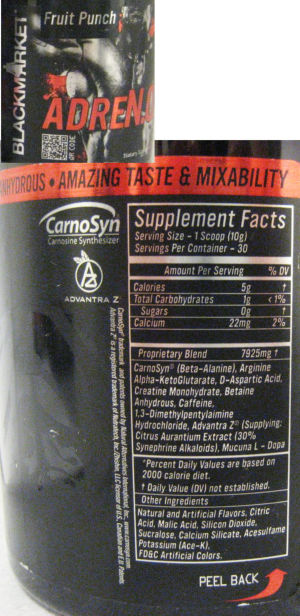 Fruit Punch
BLACKMARKET
ADREN
QR CODE
ANHYDROUS • AMAZING TASTE & MIXABILITY
CarnoSyn
Carnosine Synthesizer
ADVANTRA Z
Supplement Facts
Serving Size - 1 Scoop (10g)
Servings Per Container - 30
Amount Per Serving % DV
Calories 5g †
Total Carbohydrates 1g <1%
Sugars 0g †
Calcium 22mg 2%
Proprietary Blend 7925mg †
CarnoSyn® (Beta-Alanine), Arginine
Alpha-KetoGlutarate, D-Aspartic Acid,
Creatine Monohydrate, Betaine
Anhydrous, Caffeine,
1,3-Dimethylpentylaimine
Hydrochloride, Advantra Z® (Supplying:
Citrus Aurantium Extract (30%
Synephrine Alkaloids), Mucuna L - Dopa
*Percent Daily Values are based on
2000 calorie diet.
† Daily Value (DV) not established.
Other Ingredients
Natural and Artificial Flavors, Citric
Acid, Malic Acid, Silicon Dioxide,
Sucralose, Calcium Silicate, Acesulfame
Potassium (Ace-K),
FD&C Artificial Colors.
PEEL BACK